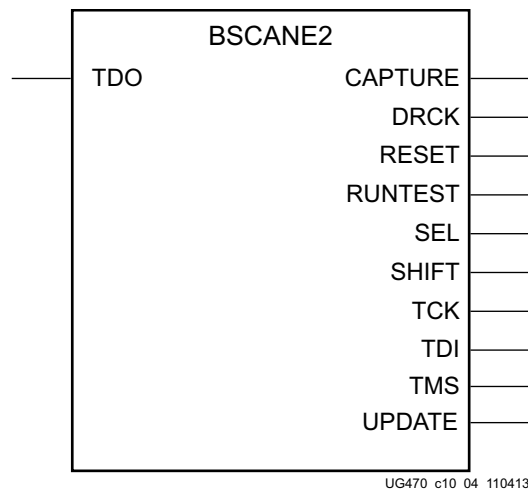 BSCANE2
TDO
CAPTURE
DRCK
RESET
RUNTEST
SEL
SHIFT
TCK
TDI
TMS
UPDATE
UG470_c10_04_110413